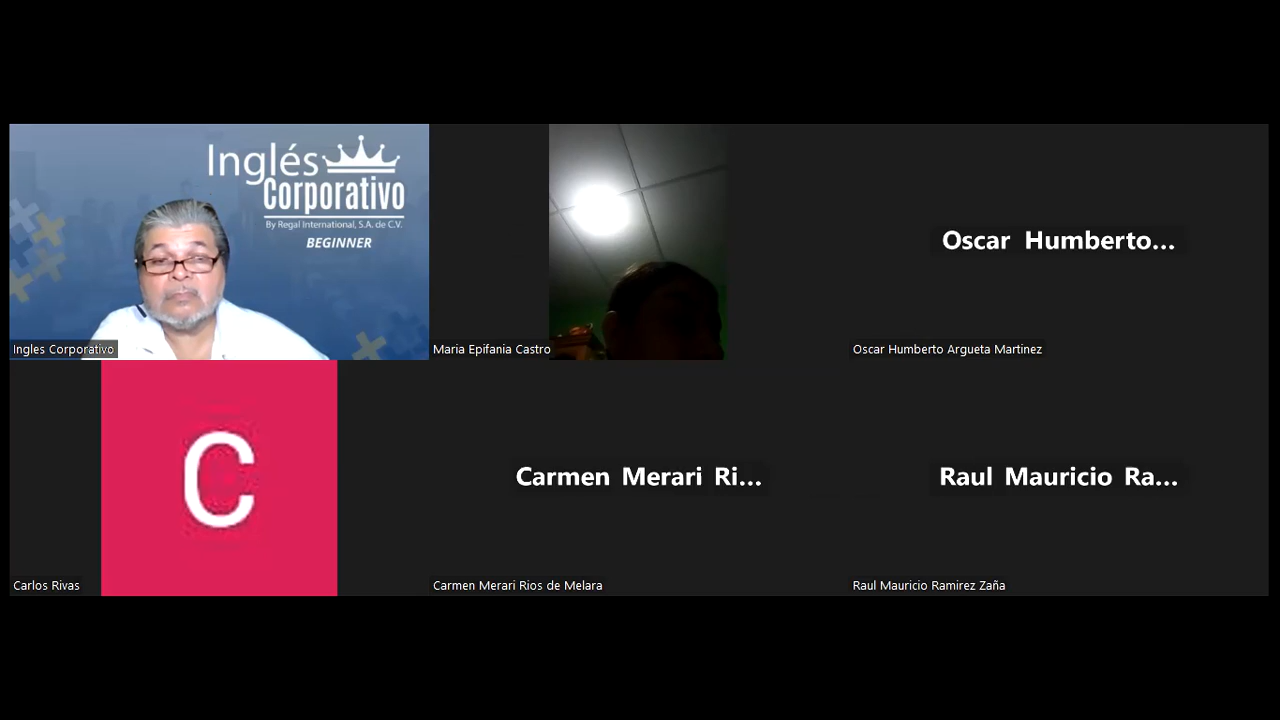 Inglés
Corporativo
By Regal International, S.A. de C.V.
BEGINNER
Ingles Corporativo
Maria Epifania Castro
Oscar Humberto...
Oscar Humberto Argueta Martinez
C
Carlos Rivas
Carmen Merari Ri...
Carmen Merari Rios de Melara
Raul Mauricio Ra...
Raul Mauricio Ramirez Zaña